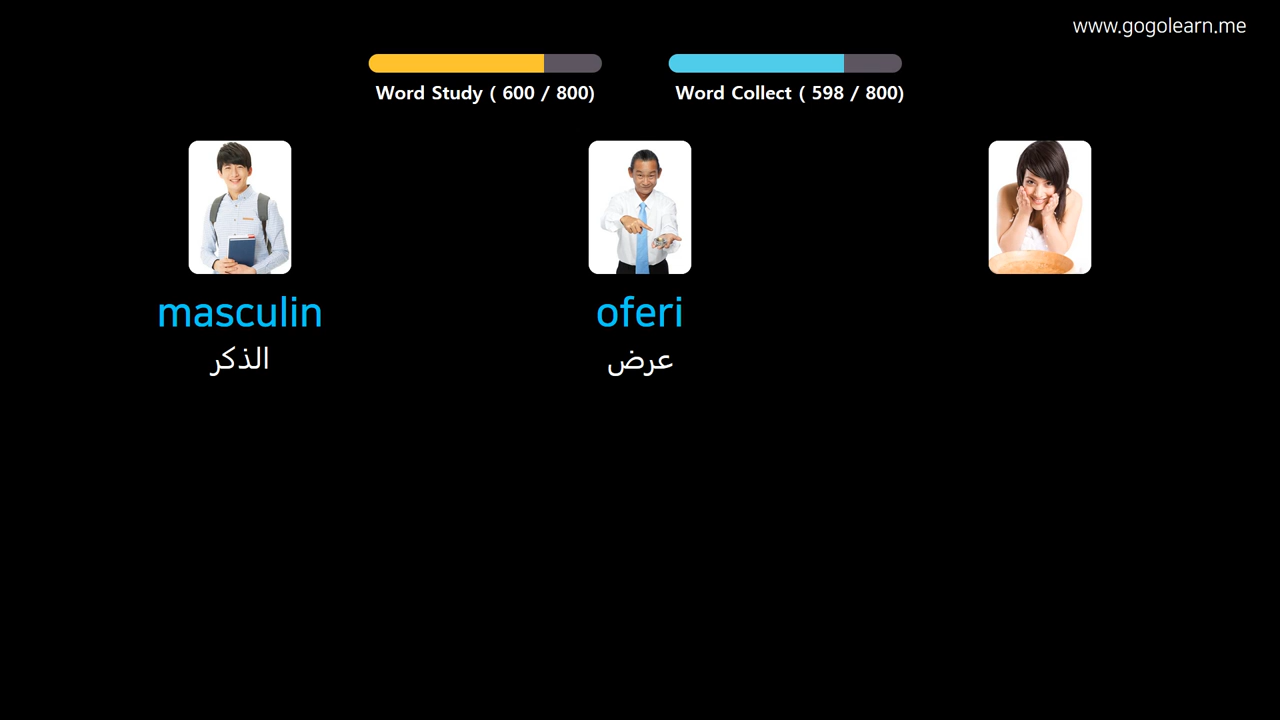 www.gogolearn.me
Word Study ( 600 / 800)
Word Collect ( 598 / 800)
masculin
oferi
الذكر
عرض